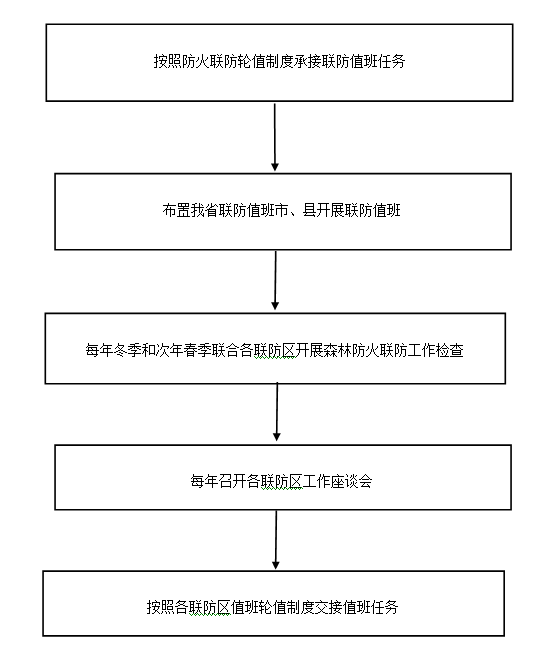 按照防火联防轮值制度承接联防值班任务
布置我省联防值班市、县开展联防值班
每年冬季和次年春季联合各联防区开展森林防火联防工作检查
每年召开各联防区工作座谈会
按照各联防区值班轮值制度交接值班任务